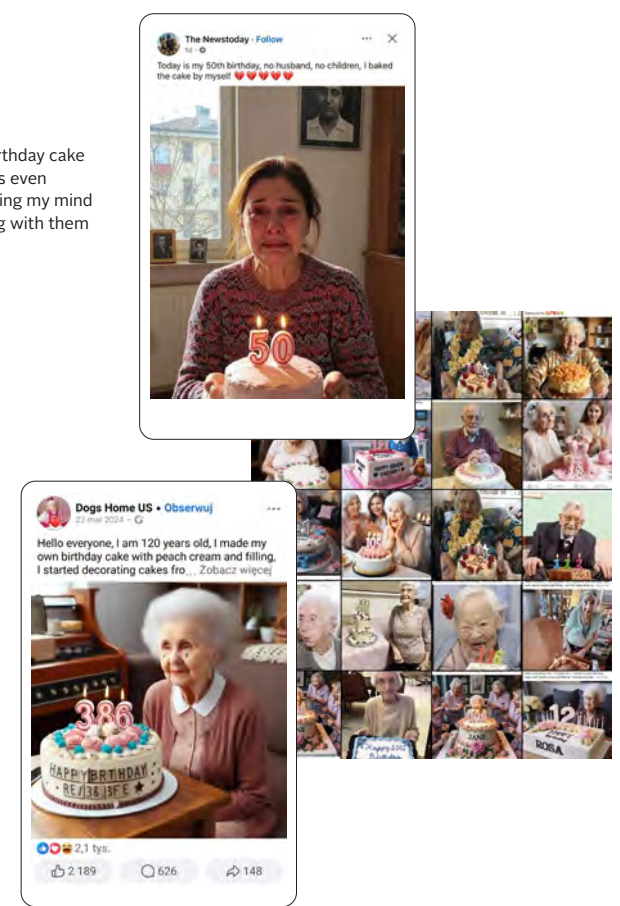 The Newstoday · Follow
1d ·
Today is my 50th birthday, no husband, no children, I baked
the cake by myself
50
rthday cake
s even
ing my mind
g with them
Dogs Home US • Obserwuj
22 mar 2024 ·
Hello everyone, I am 120 years old, I made my
own birthday cake with peach cream and filling,
I started decorating cakes fro... Zobacz więcej
386
HAPPY BRTHDAY
2,1 tys.
2 189
626
148
JANE
ROSA